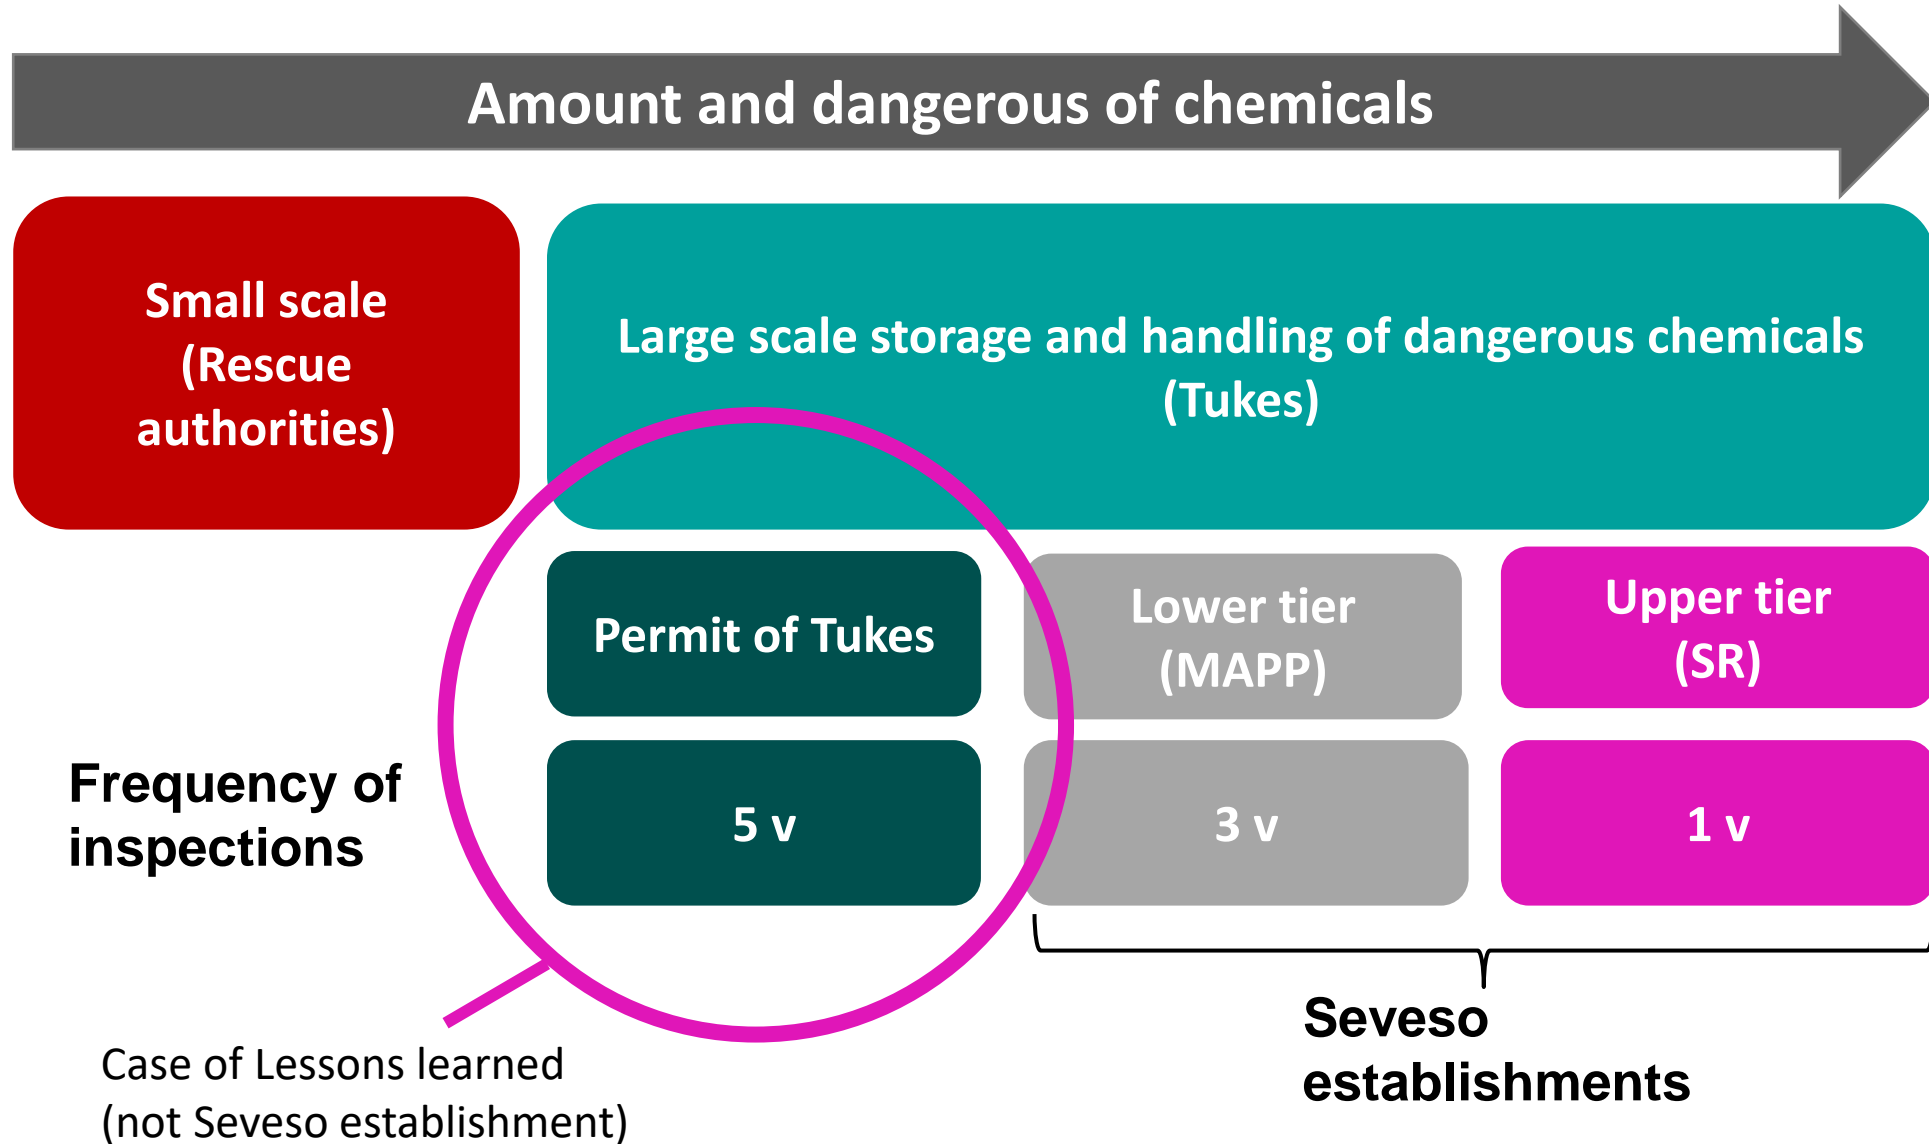 Amount and dangerous of chemicals
Small scale
(Rescue
authorities)
Large scale storage and handling of dangerous chemicals
(Tukes)
Permit of Tukes
Lower tier
(MAPP)
Upper tier
(SR)
Frequency of
inspections
5 v
3 v
1 v
Case of Lessons learned
(not Seveso establishment)
Seveso
establishments